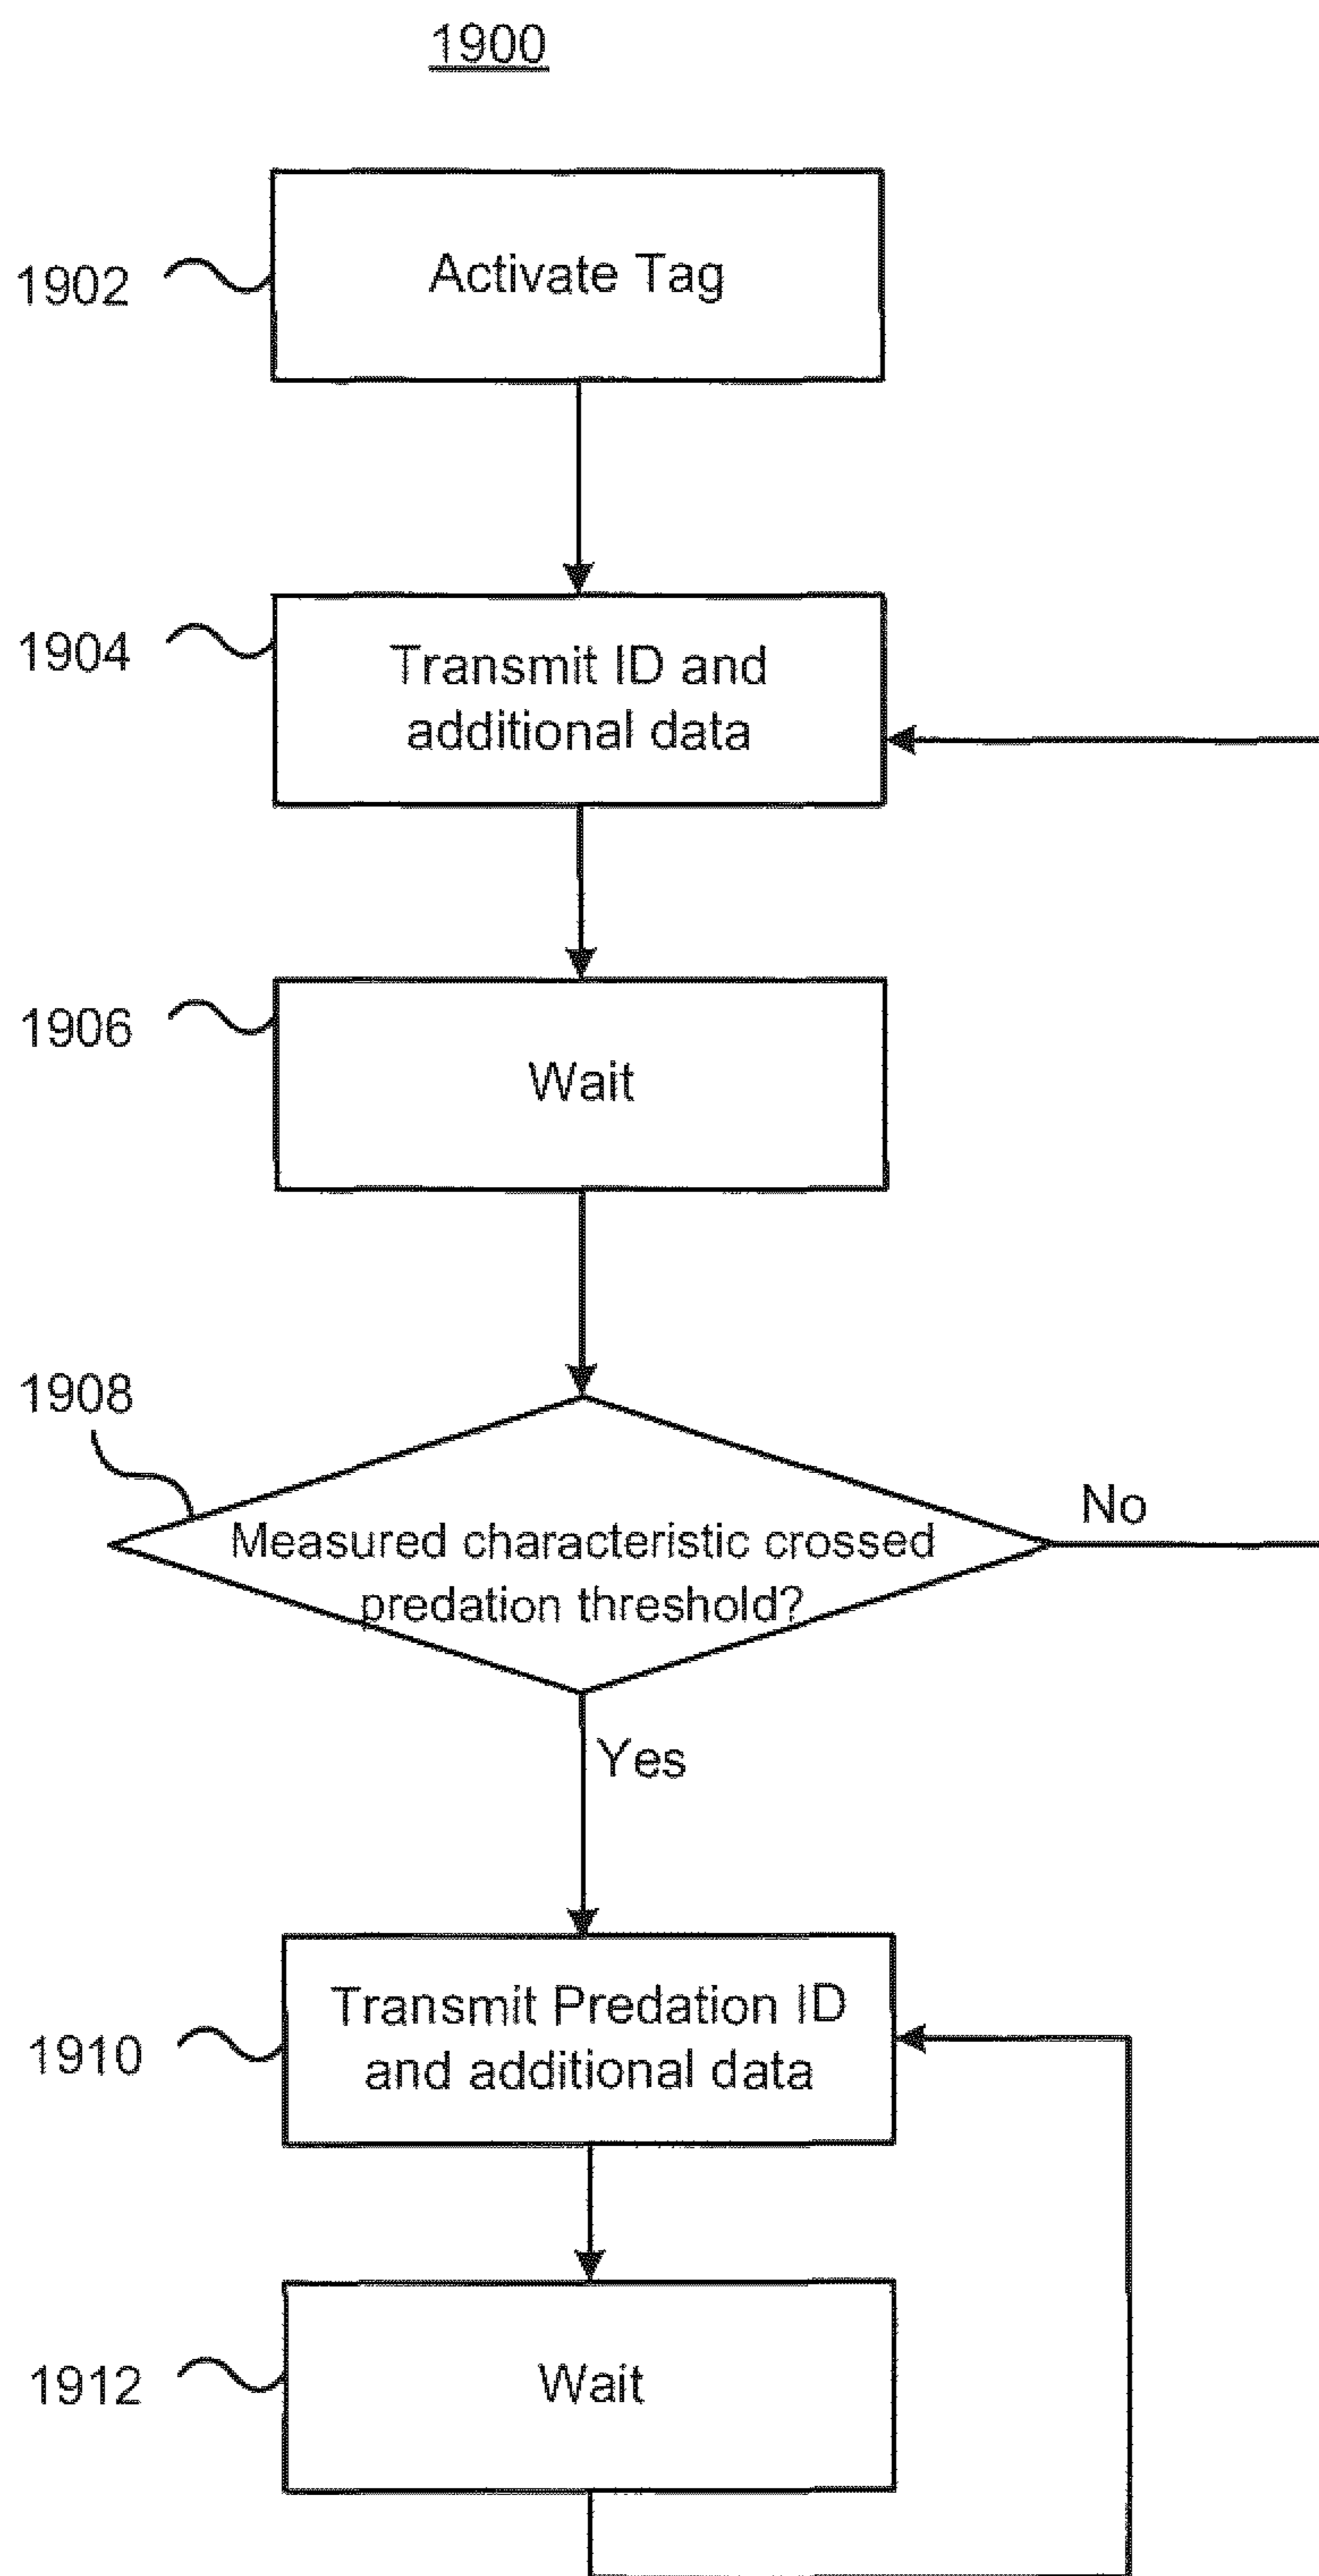 1900
1902
Activate Tag
1904
Transmit ID and
additional data
1906
Wait
1908
Measured characteristic crossed
predation threshold?
No
Yes
1910
Transmit Predation ID
and additional data
1912
Wait